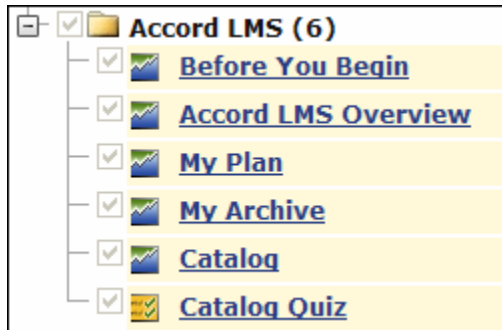 Accord LMS (6)
Before You Begin
Accord LMS Overview
My Plan
My Archive
Catalog
Catalog Quiz